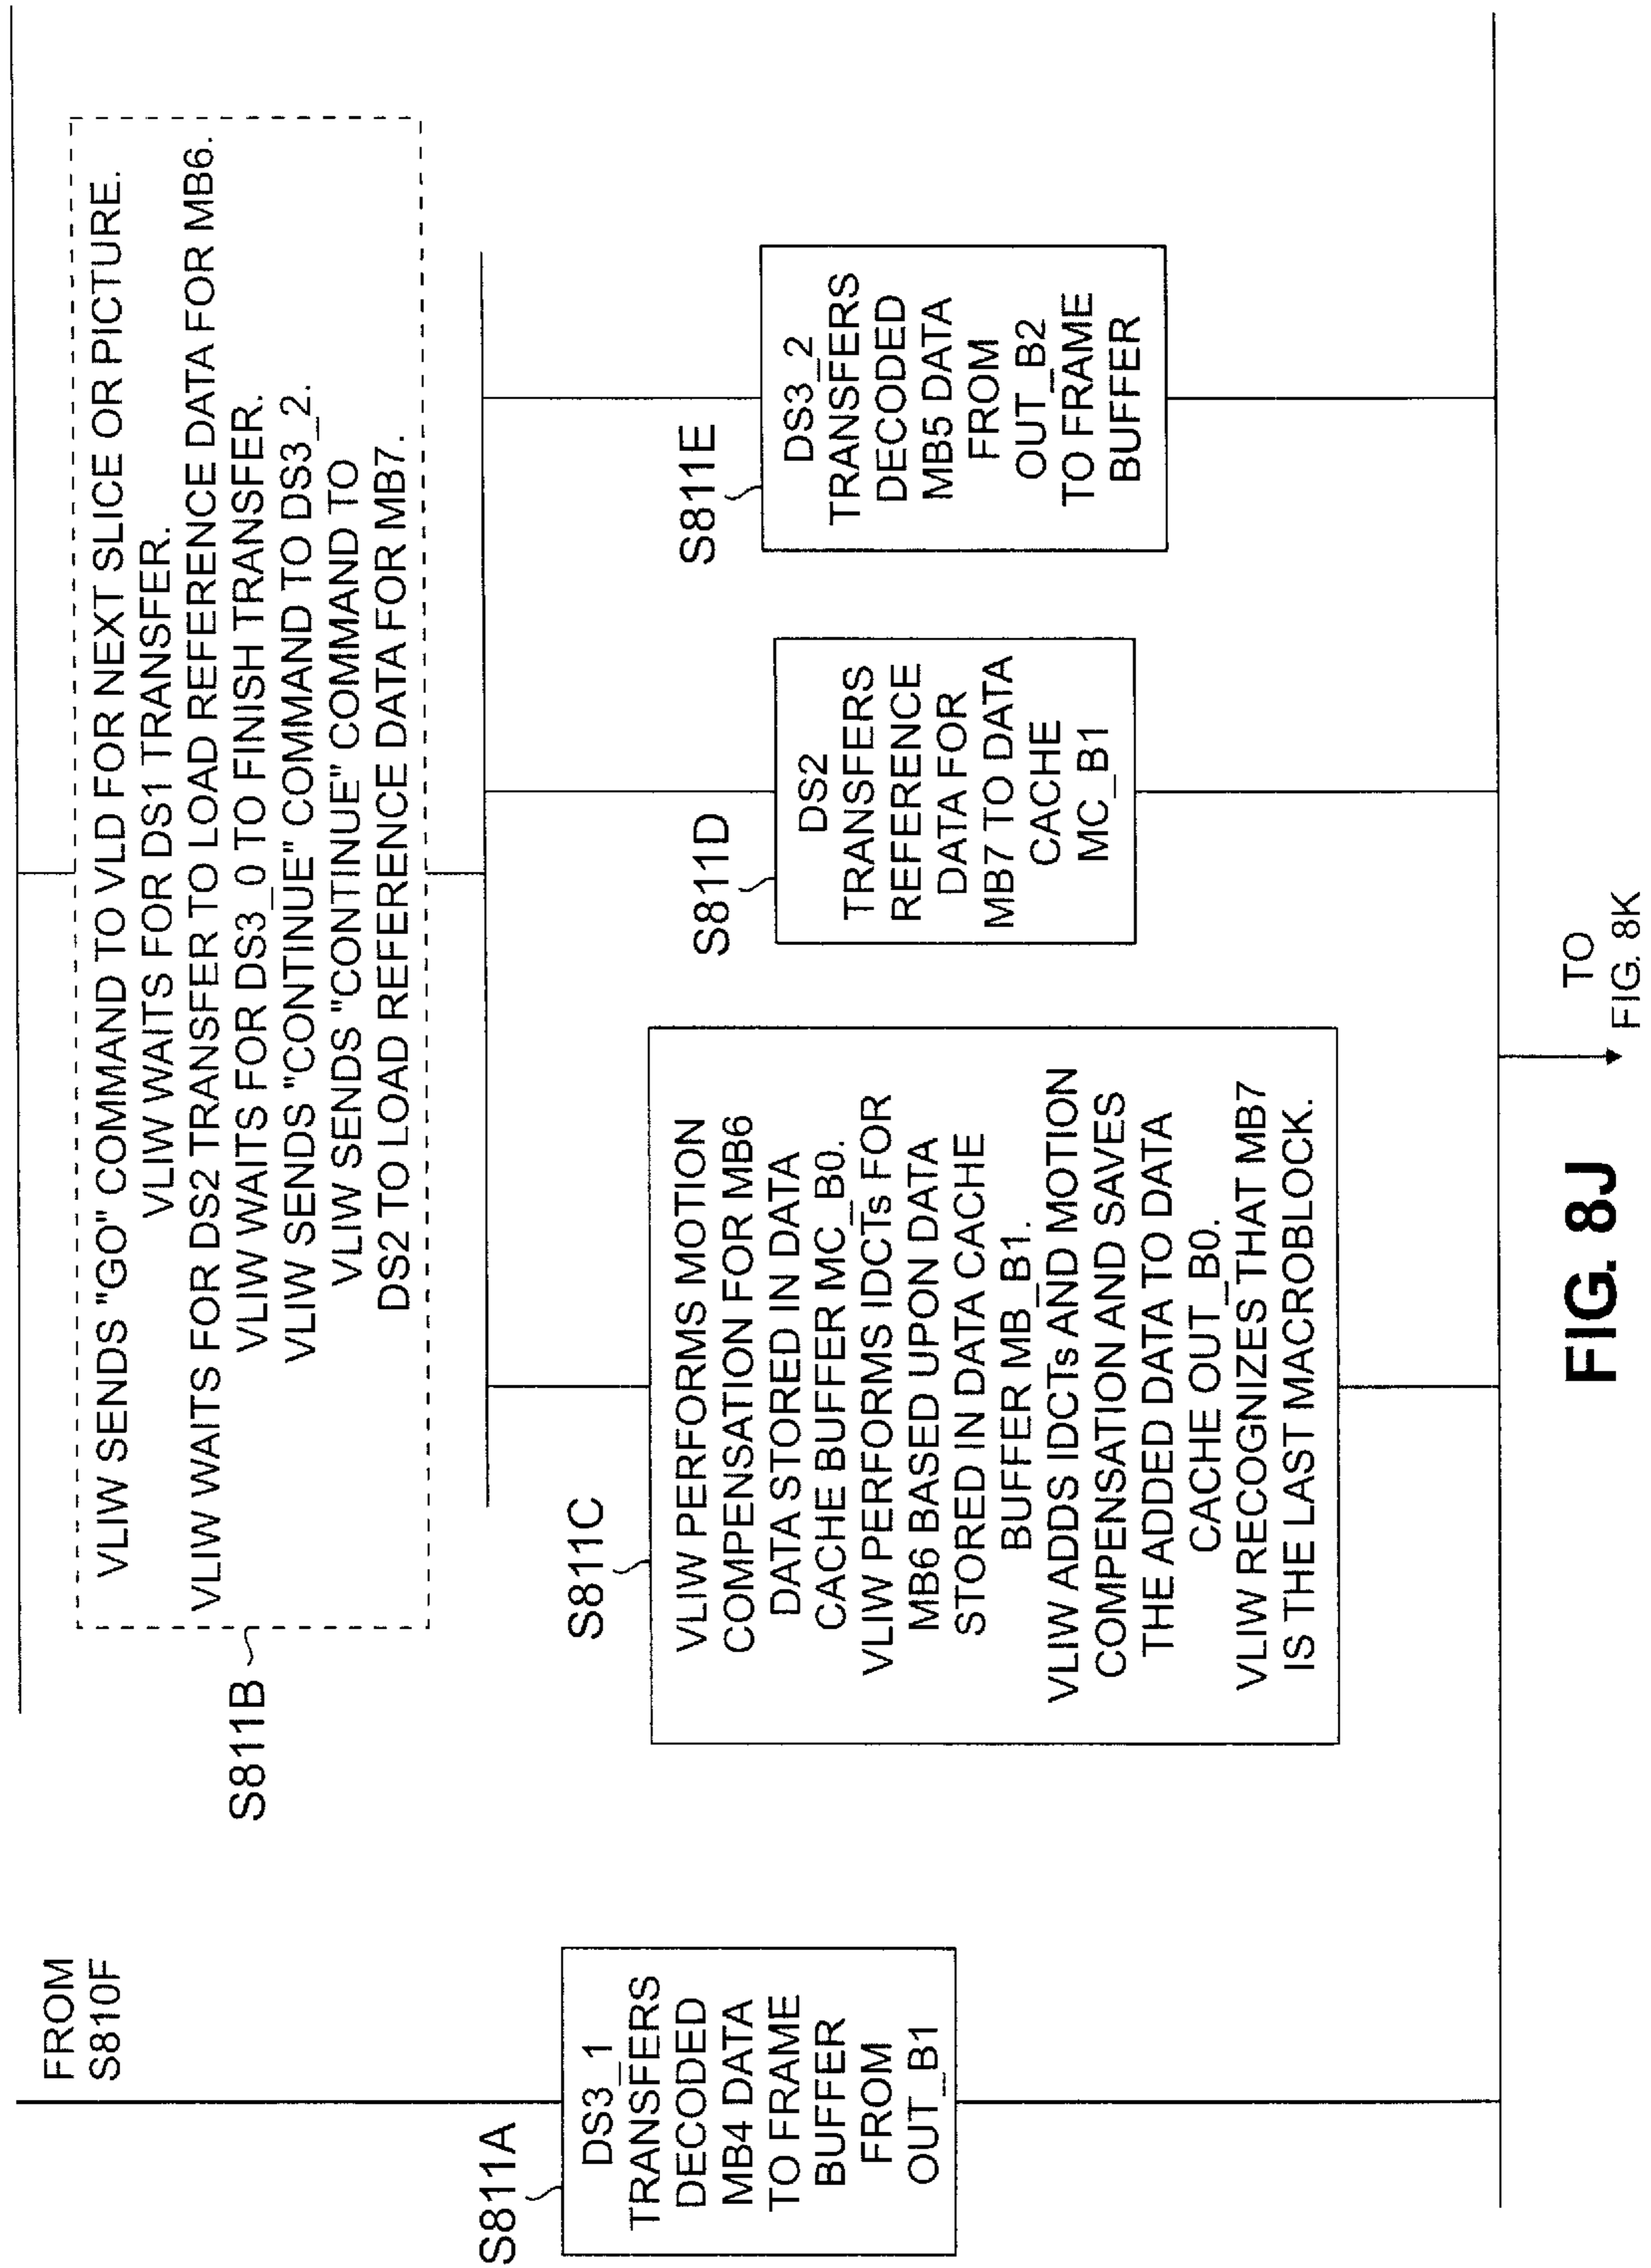 FROM
S810F
S811A
DS3_1
TRANSFERS
DECODED
MB4 DATA
TO FRAME
BUFFER
FROM
OUT_B1
S811B
VLIW SENDS "GO" COMMAND TO VLD FOR NEXT SLICE OR PICTURE.
VLIW WAITS FOR DS1 TRANSFER.
VLIW WAITS FOR DS2 TRANSFER TO LOAD REFERENCE DATA FOR MB6.
VLIW WAITS FOR DS3_0 TO FINISH TRANSFER.
VLIW SENDS "CONTINUE" COMMAND TO DS3_2.
VLIW SENDS "CONTINUE" COMMAND TO
DS2 TO LOAD REFERENCE DATA FOR MB7.
S811C
VLIW PERFORMS MOTION
COMPENSATION FOR MB6
DATA STORED IN DATA
CACHE BUFFER MC_B0.
VLIW PERFORMS IDCTs FOR
MB6 BASED UPON DATA
STORED IN DATA CACHE
BUFFER MB_B1.
VLIW ADDS IDCTs AND MOTION
COMPENSATION AND SAVES
THE ADDED DATA TO DATA
CACHE OUT_B0.
VLIW RECOGNIZES THAT MB7
IS THE LAST MACROBLOCK.
S811D
DS2
TRANSFERS
REFERENCE
DATA FOR
MB7 TO DATA
CACHE
MC_B1
S811E
DS3_2
TRANSFERS
DECODED
MB5 DATA
FROM
OUT_B2
TO FRAME
BUFFER
TO
FIG. 8K
FIG. 8J